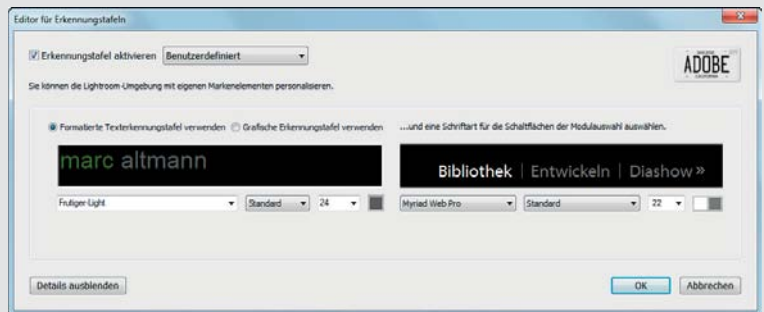 Editor für Erkennungstafeln
Erkennungstafel aktivieren Benutzerdefiniert
ADOBE
Sie können die Lightroom-Umgebung mit eigenen Markenelementen personalisieren.
Formatierte Texterkennungstafel verwenden Grafische Erkennungstafel verwenden
...und eine Schriftart für die Schaltflächen der Modulauswahl auswählen.
marc altmann
Bibliothek | Entwickeln | Diashow »
Frutiger-Light Standard 24
Myriad Web Pro Standard 22
Details ausblenden OK Abbrechen